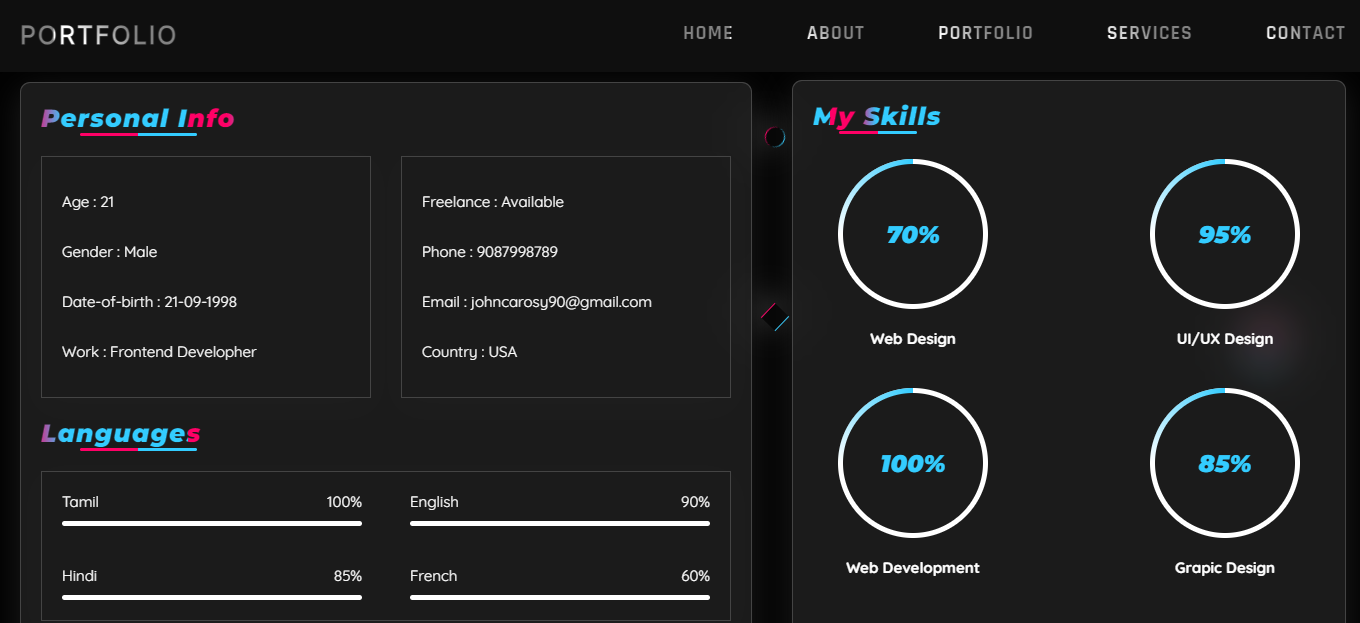 PORTFOLIO
HOME ABOUT PORTFOLIO SERVICES CONTACT
Personal Info
Age : 21
Gender : Male
Date-of-birth : 21-09-1998
Work : Frontend Developher
Freelance : Available
Phone : 9087998789
Email : johncarosy90@gmail.com
Country : USA
Languages
Tamil 100%
English 90%
Hindi 85%
French 60%
My Skills
70%
Web Design
95%
UI/UX Design
100%
Web Development
85%
Grapic Design